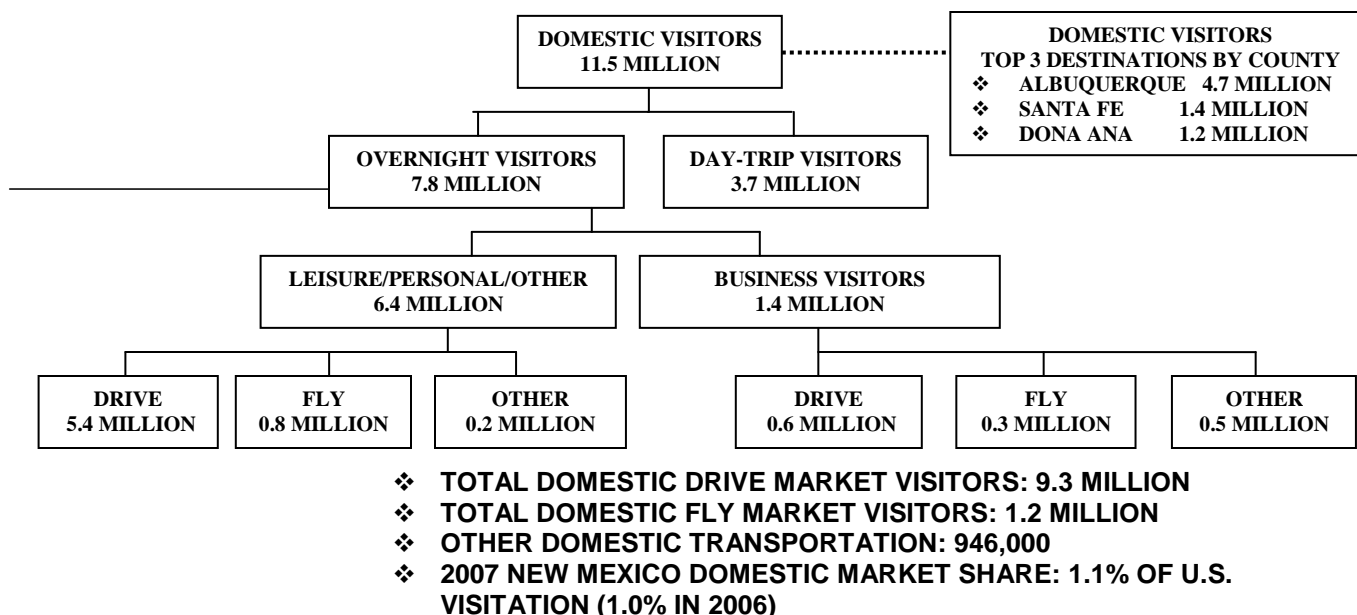 DOMESTIC VISITORS
11.5 MILLION
DOMESTIC VISITORS
TOP 3 DESTINATIONS BY COUNTY
❖ ALBUQUERQUE 4.7 MILLION
❖ SANTA FE 1.4 MILLION
❖ DONA ANA 1.2 MILLION
OVERNIGHT VISITORS
7.8 MILLION
DAY-TRIP VISITORS
3.7 MILLION
LEISURE/PERSONAL/OTHER
6.4 MILLION
BUSINESS VISITORS
1.4 MILLION
DRIVE
5.4 MILLION
FLY
0.8 MILLION
OTHER
0.2 MILLION
DRIVE
0.6 MILLION
FLY
0.3 MILLION
OTHER
0.5 MILLION
❖ TOTAL DOMESTIC DRIVE MARKET VISITORS: 9.3 MILLION
❖ TOTAL DOMESTIC FLY MARKET VISITORS: 1.2 MILLION
❖ OTHER DOMESTIC TRANSPORTATION: 946,000
❖ 2007 NEW MEXICO DOMESTIC MARKET SHARE: 1.1% OF U.S.
VISITATION (1.0% IN 2006)